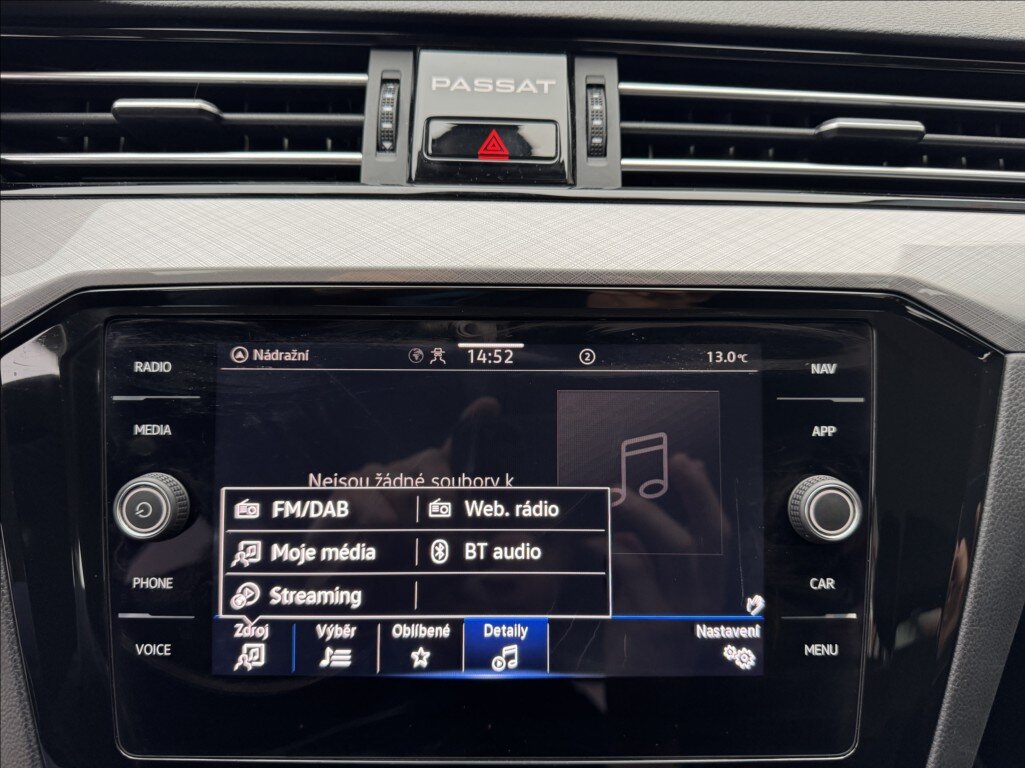 PASSAT
RADIO
MEDIA
PHONE
VOICE
Nádražní 14:52 2 13.0°C
Nejsou žádné soubory k
FM/DAB Web. rádio
Moje média BT audio
Streaming
Zdroj Výběr Oblíbené Detaily Nastavení
NAV
APP
CAR
MENU